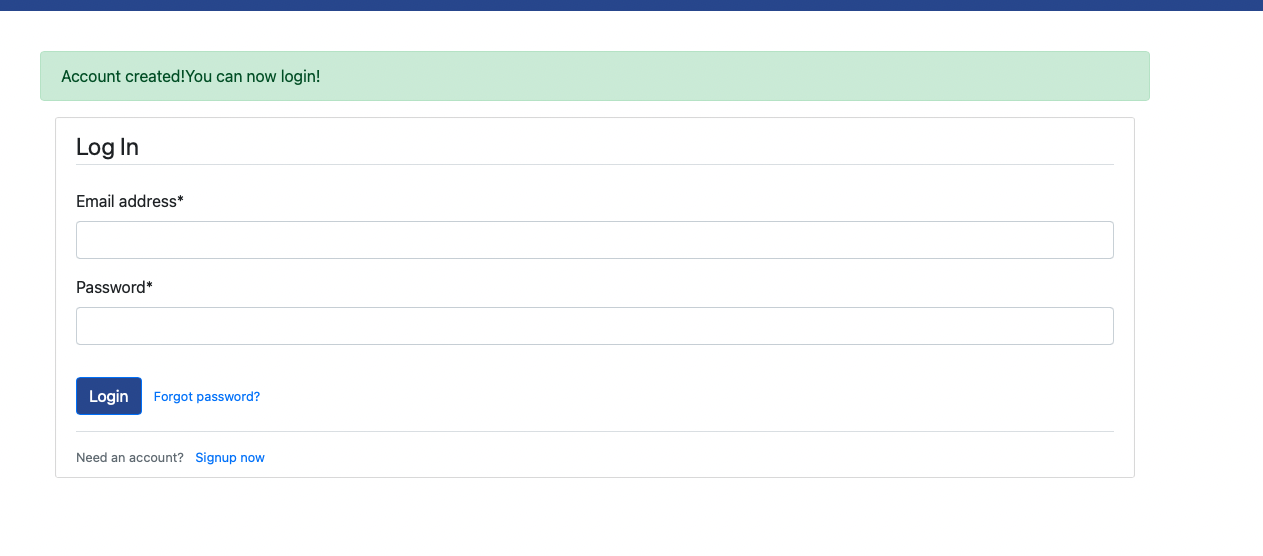 Account created!You can now login!
Log In
Email address*
Password*
Login Forgot password?
Need an account? Signup now